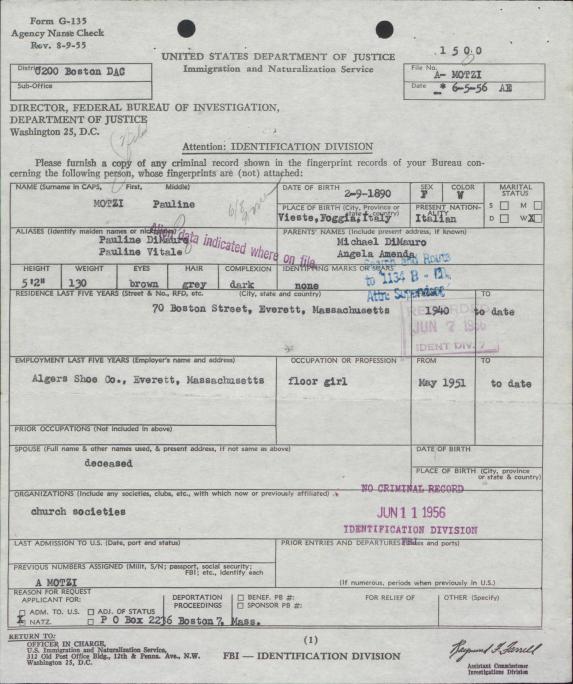 Form G-135
Agency Name Check
Rev. 8-9-55
1500
UNITED STATES DEPARTMENT OF JUSTICE
Immigration and Naturalization Service
District 0200 Boston DAC
Sub-Office
File No.
A- MOTZI
Date * 6-5-56 AE
DIRECTOR, FEDERAL BUREAU OF INVESTIGATION,
DEPARTMENT OF JUSTICE
Washington 25, D.C.
Attention: IDENTIFICATION DIVISION
Please furnish a copy of any criminal record shown in the fingerprint records of your Bureau con-
cerning the following person, whose fingerprints are (not) attached:
NAME (Surname in CAPS, First, Middle)
MOTZI Pauline
DATE OF BIRTH 2-9-1890
SEX
F
COLOR
W
MARITAL STATUS
S M
D W X
PLACE OF BIRTH (City, Province or state & country)
Vieste, Foggia, Italy
PRESENT NATION-
ALITY
Italian
ALIASES (Identify maiden names or nicknames)
Pauline DiMauro
Pauline Vitale
Alien data indicated where on file
PARENTS' NAMES (Include present address, if known)
Michael DiMauro
Angela Amenda
HEIGHT
5'2"
WEIGHT
130
EYES
brown
HAIR
grey
COMPLEXION
dark
IDENTIFYING MARKS OR SCARS
none
Search and Route
to 1134 B - ID,
Attn: Supervisor
RESIDENCE LAST FIVE YEARS (Street & No., RFD, etc. (City, state and country)
TO
70 Boston Street, Everett, Massachusetts 1940 to date
RECORDED
JUN 7 1956
IDENT DIV. 7
EMPLOYMENT LAST FIVE YEARS (Employer's name and address)
OCCUPATION OR PROFESSION
FROM
TO
Algers Shoe Co., Everett, Massachusetts floor girl May 1951 to date
PRIOR OCCUPATIONS (Not included in above)
SPOUSE (Full name & other names used, & present address, if not same as above)
deceased
DATE OF BIRTH
PLACE OF BIRTH (City, province
or state & country)
ORGANIZATIONS (Include any societies, clubs, etc., with which now or previously affiliated)
church societies
NO CRIMINAL RECORD
JUN 11 1956
IDENTIFICATION DIVISION
FBI
LAST ADMISSION TO U.S. (Date, port and status)
PRIOR ENTRIES AND DEPARTURES (Dates and ports)
PREVIOUS NUMBERS ASSIGNED (Milit, S/N; passport, social security;
FBI; etc., identify each
A MOTZI
(If numerous, periods when previously in U.S.)
REASON FOR REQUEST
APPLICANT FOR:
ADM. TO U.S. ADJ. OF STATUS
X NATZ. P O Box 2236 Boston 7, Mass.
DEPORTATION
PROCEEDINGS
BENEF. PB #:
SPONSOR PB #:
FOR RELIEF OF
OTHER (Specify)
RETURN TO:
OFFICER IN CHARGE,
U.S. Immigration and Naturalization Service,
312 Old Post Office Bldg., 12th & Penna. Ave., N.W.
Washington 25, D.C.
(1)
FBI — IDENTIFICATION DIVISION
Raymond F. Farrell
Assistant Commissioner
Investigations Division